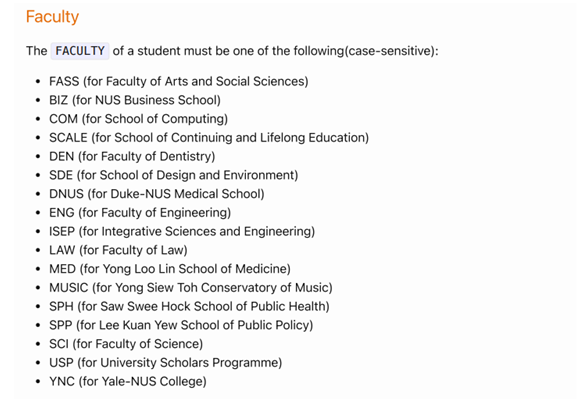 Faculty
The FACULTY of a student must be one of the following(case-sensitive):
• FASS (for Faculty of Arts and Social Sciences)
• BIZ (for NUS Business School)
• COM (for School of Computing)
• SCALE (for School of Continuing and Lifelong Education)
• DEN (for Faculty of Dentistry)
• SDE (for School of Design and Environment)
• DNUS (for Duke-NUS Medical School)
• ENG (for Faculty of Engineering)
• ISEP (for Integrative Sciences and Engineering)
• LAW (for Faculty of Law)
• MED (for Yong Loo Lin School of Medicine)
• MUSIC (for Yong Siew Toh Conservatory of Music)
• SPH (for Saw Swee Hock School of Public Health)
• SPP (for Lee Kuan Yew School of Public Policy)
• SCI (for Faculty of Science)
• USP (for University Scholars Programme)
• YNC (for Yale-NUS College)